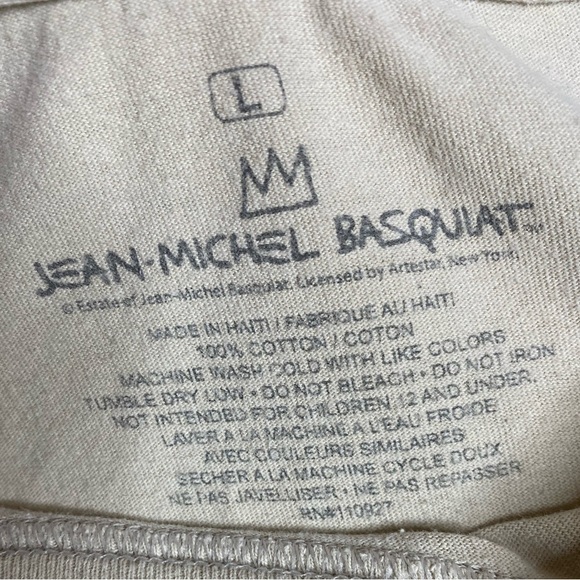 L
JEAN-MICHEL BASQUIAT™
© Estate of Jean-Michel Basquiat. Licensed by Artestar, New York.
MADE IN HAITI / FABRIQUE AU HAITI
100% COTTON / COTON
MACHINE WASH COLD WITH LIKE COLORS
TUMBLE DRY LOW • DO NOT BLEACH • DO NOT IRON
NOT INTENDED FOR CHILDREN 12 AND UNDER.
LAVER A LA MACHINE A L'EAU FROIDE
AVEC COULEURS SIMILAIRES
SECHER A LA MACHINE CYCLE DOUX
NE PAS JAVELLISER • NE PAS REPASSER
RN#110927